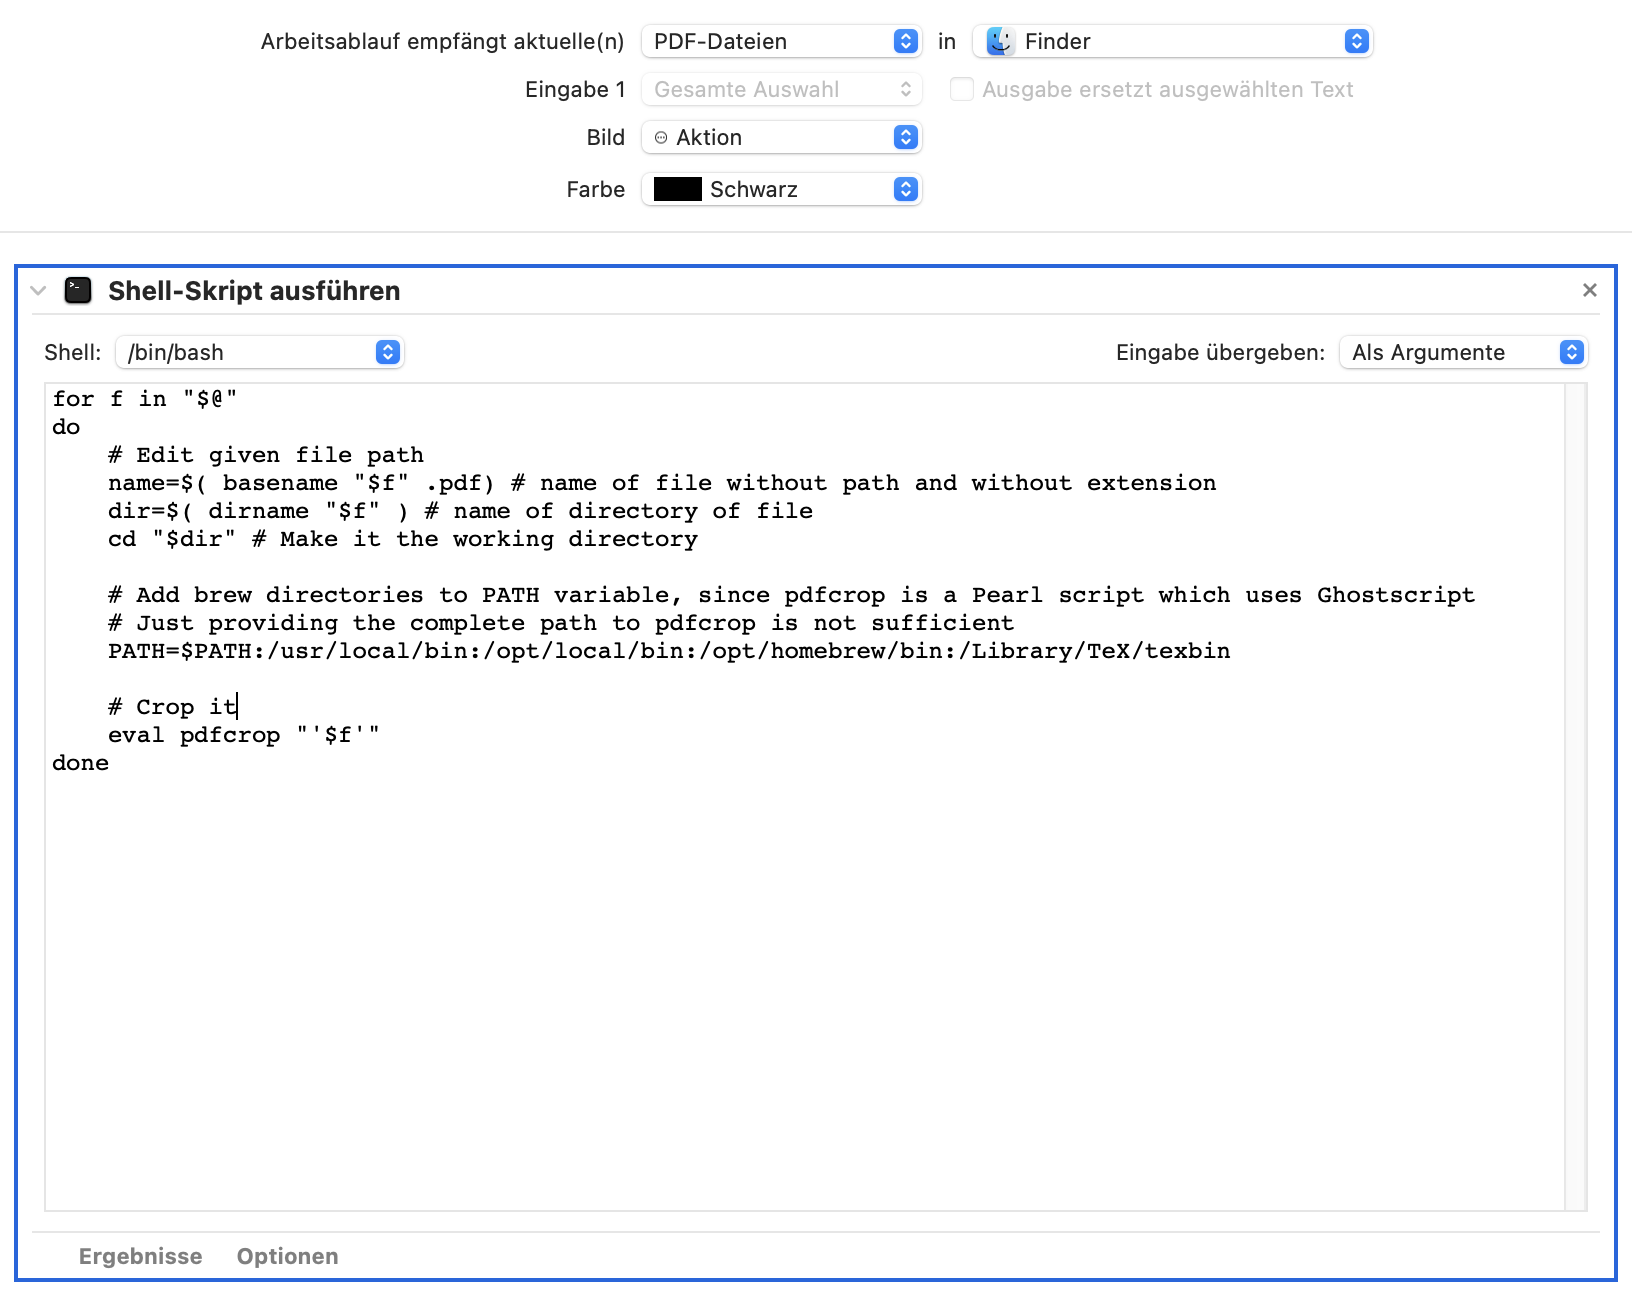 Arbeitsablauf empfängt aktuelle(n) PDF-Dateien in Finder
Eingabe 1 Gesamte Auswahl Ausgabe ersetzt ausgewählten Text
Bild Aktion
Farbe Schwarz
Shell-Skript ausführen
Shell: /bin/bash Eingabe übergeben: Als Argumente
for f in "$@"
do
    # Edit given file path
    name=$( basename "$f" .pdf) # name of file without path and without extension
    dir=$( dirname "$f" ) # name of directory of file
    cd "$dir" # Make it the working directory

    # Add brew directories to PATH variable, since pdfcrop is a Pearl script which uses Ghostscript
    # Just providing the complete path to pdfcrop is not sufficient
    PATH=$PATH:/usr/local/bin:/opt/local/bin:/opt/homebrew/bin:/Library/TeX/texbin

    # Crop it
    eval pdfcrop "'$f'"
done
Ergebnisse Optionen